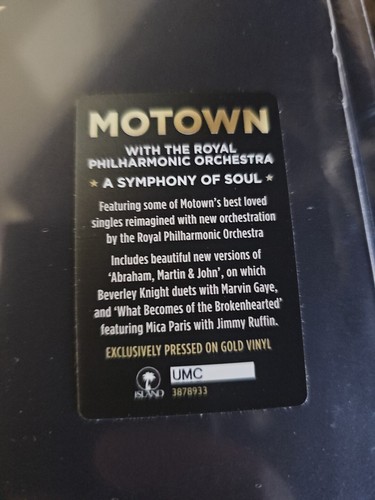 MOTOWN
WITH THE ROYAL
PHILHARMONIC ORCHESTRA
★ A SYMPHONY OF SOUL ★
Featuring some of Motown's best loved
singles reimagined with new orchestration
by the Royal Philharmonic Orchestra
Includes beautiful new versions of
'Abraham, Martin & John', on which
Beverley Knight duets with Marvin Gaye,
and 'What Becomes of the Brokenhearted'
featuring Mica Paris with Jimmy Ruffin.
EXCLUSIVELY PRESSED ON GOLD VINYL
ISLAND
UMC
3878933